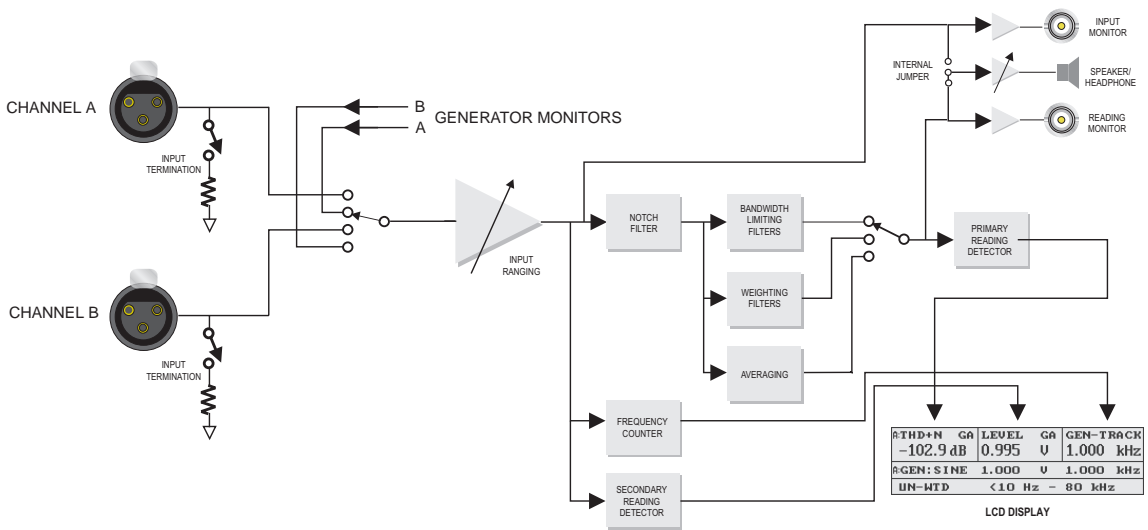 INPUT
MONITOR
INTERNAL
JUMPER
SPEAKER/
HEADPHONE
READING
MONITOR
CHANNEL A
INPUT
TERMINATION
B
GENERATOR MONITORS
A
INPUT
RANGING
NOTCH
FILTER
BANDWIDTH
LIMITING
FILTERS
PRIMARY
READING
DETECTOR
WEIGHTING
FILTERS
CHANNEL B
INPUT
TERMINATION
AVERAGING
FREQUENCY
COUNTER
SECONDARY
READING
DETECTOR
A:THD+N GA LEVEL GA GEN-TRACK
-102.9 dB 0.995 V 1.000 kHz
A:GEN:SINE 1.000 V 1.000 kHz
UN-WTD <10 Hz - 80 kHz
LCD DISPLAY